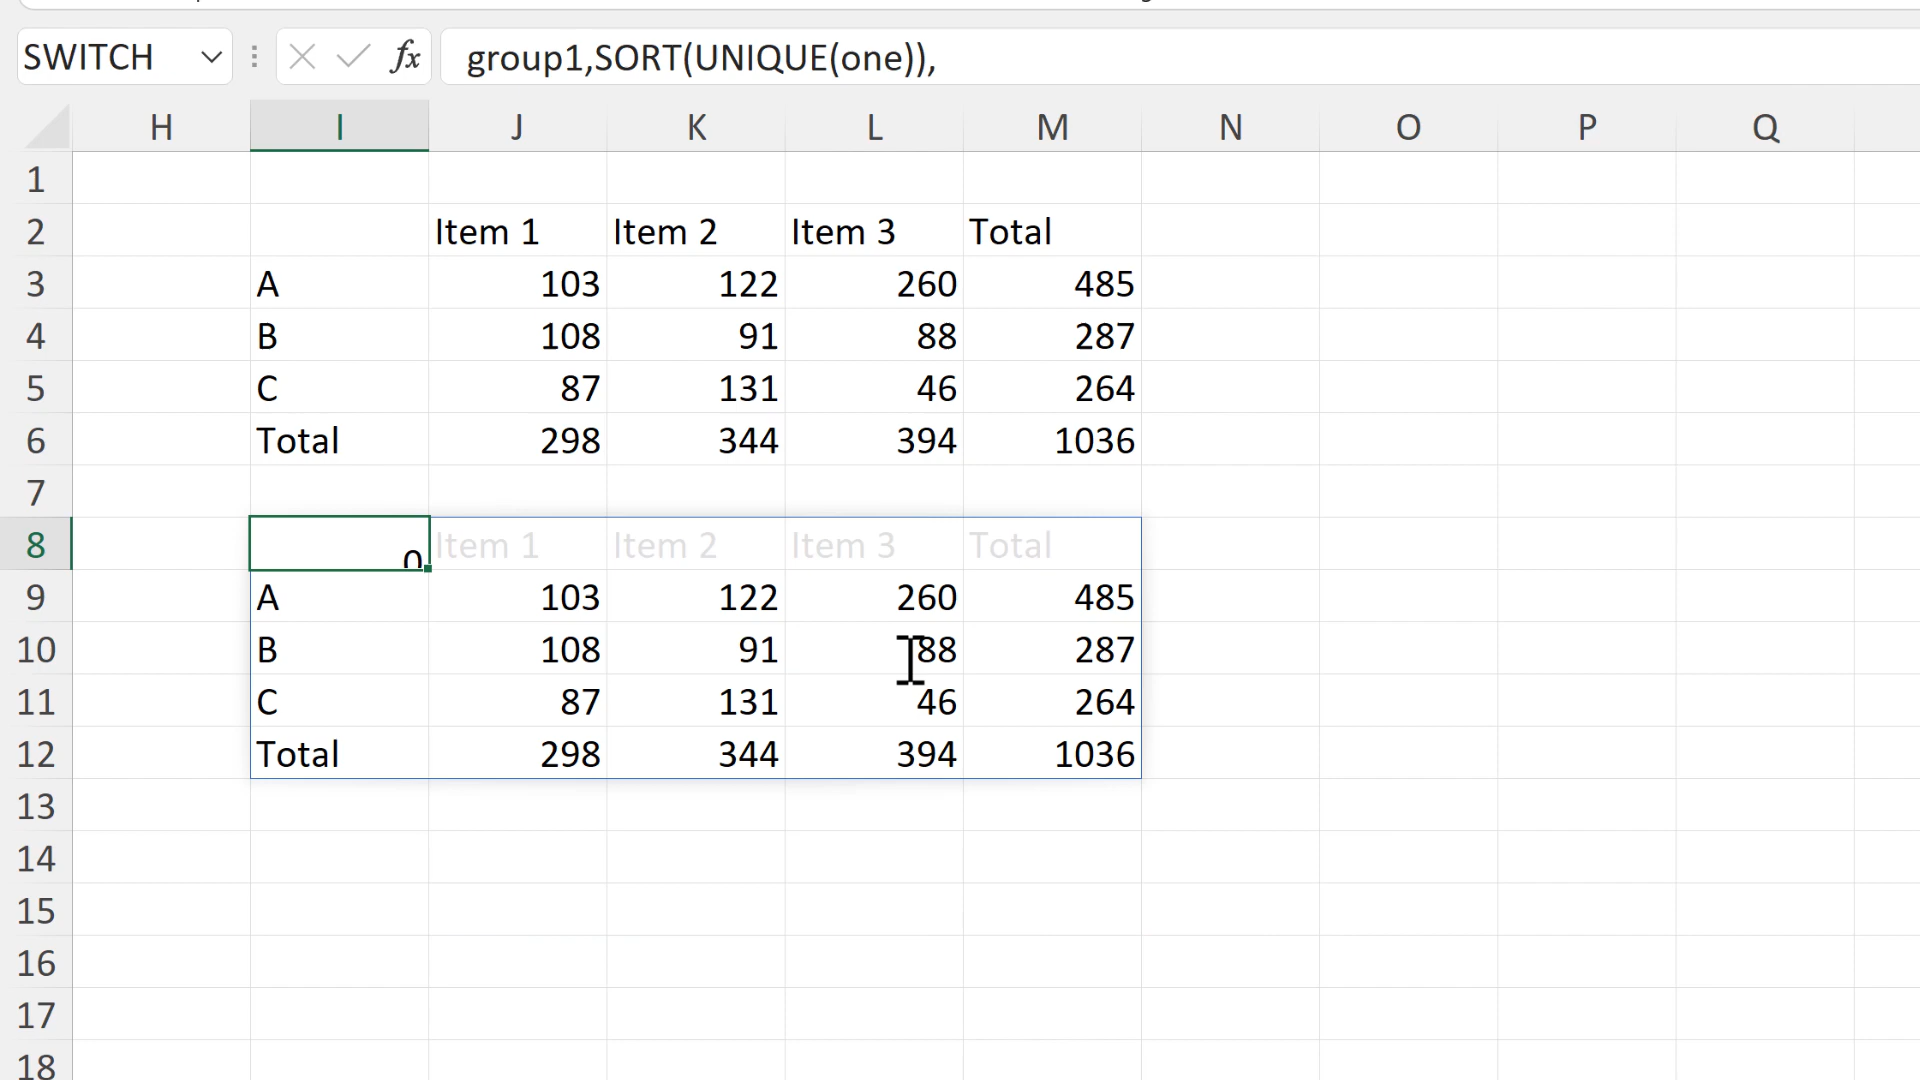 SWITCH fx group1,SORT(UNIQUE(one)),
H I J K L M N O P Q
1
2 Item 1 Item 2 Item 3 Total
3 A 103 122 260 485
4 B 108 91 88 287
5 C 87 131 46 264
6 Total 298 344 394 1036
7
8 0 Item 1 Item 2 Item 3 Total
9 A 103 122 260 485
10 B 108 91 88 287
11 C 87 131 46 264
12 Total 298 344 394 1036
13
14
15
16
17
18